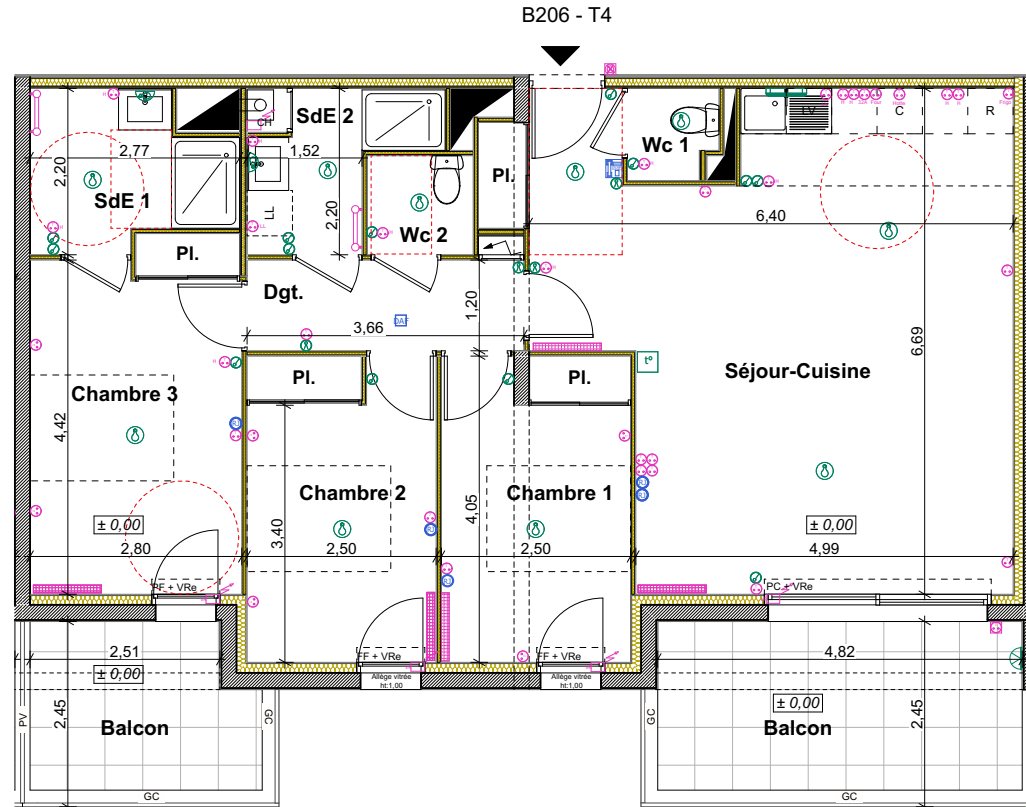 B206 - T4
CH
SdE 2
LV
C
R
Wc 1
2,77
1,52
2,20
SdE 1
LL
LL
2,20
Pl.
Wc 2
6,40
Pl.
Dgt.
DAF
1,20
3,66
6,69
Pl.
Pl.
t°
Séjour-Cuisine
Chambre 3
4,42
Chambre 2
Chambre 1
3,40
4,05
± 0,00
± 0,00
2,80
2,50
2,50
4,99
PF + VRe
PC + VRe
FF + VRe
FF + VRe
2,51
4,82
Allège vitrée
ht:1,00
Allège vitrée
ht:1,00
± 0,00
± 0,00
PV
2,45
Balcon
GC
GC
Balcon
2,45
GC
GC